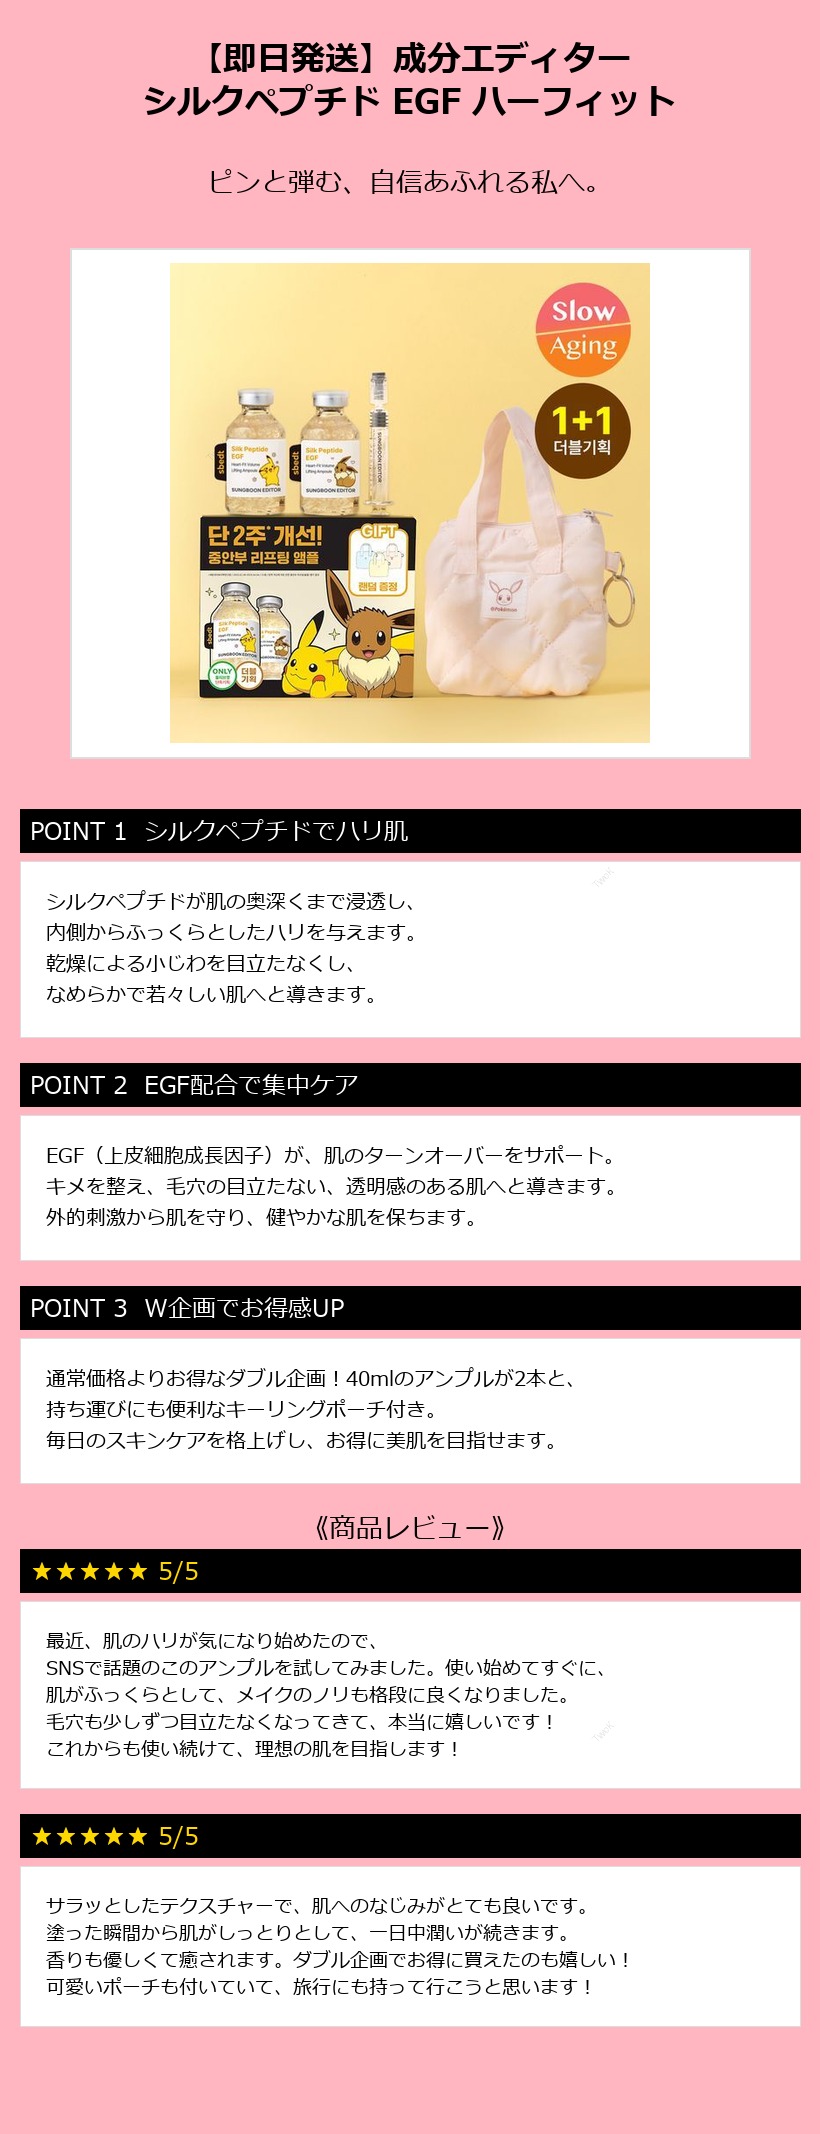 【即日発送】成分エディター
シルクペプチド EGF ハーフィット
ピンと弾む、自信あふれる私へ。
Slow
Aging
1+1
더블기획
Silk Peptide
EGF
Heart-Fit Volume
Lifting Ampoule
SUNGBOON EDITOR
sbedt
Silk Peptide
EGF
Heart-Fit Volume
Lifting Ampoule
SUNGBOON EDITOR
sbedt
SUNGBOON EDITOR
단 2주* 개선!
중안부 리프팅 앰플
GIFT
랜덤 증정
Silk Peptide
EGF
SUNGBOON EDITOR
sbedt
ONLY
더블
기획
@Pokémon
POINT 1 シルクペプチドでハリ肌
シルクペプチドが肌の奥深くまで浸透し、
内側からふっくらとしたハリを与えます。
乾燥による小じわを目立たなくし、
なめらかで若々しい肌へと導きます。
POINT 2 EGF配合で集中ケア
EGF（上皮細胞成長因子）が、肌のターンオーバーをサポート。
キメを整え、毛穴の目立たない、透明感のある肌へと導きます。
外的刺激から肌を守り、健やかな肌を保ちます。
POINT 3 W企画でお得感UP
通常価格よりお得なダブル企画！40mlのアンプルが2本と、
持ち運びにも便利なキーリングポーチ付き。
毎日のスキンケアを格上げし、お得に美肌を目指せます。
《商品レビュー》
★★★★★ 5/5
最近、肌のハリが気になり始めたので、
SNSで話題のこのアンプルを試してみました。使い始めてすぐに、
肌がふっくらとして、メイクのノリも格段に良くなりました。
毛穴も少しずつ目立たなくなってきて、本当に嬉しいです！
これからも使い続けて、理想の肌を目指します！
★★★★★ 5/5
サラッとしたテクスチャーで、肌へのなじみがとても良いです。
塗った瞬間から肌がしっとりとして、一日中潤いが続きます。
香りも優しくて癒されます。ダブル企画でお得に買えたのも嬉しい！
可愛いポーチも付いていて、旅行にも持って行こうと思います！